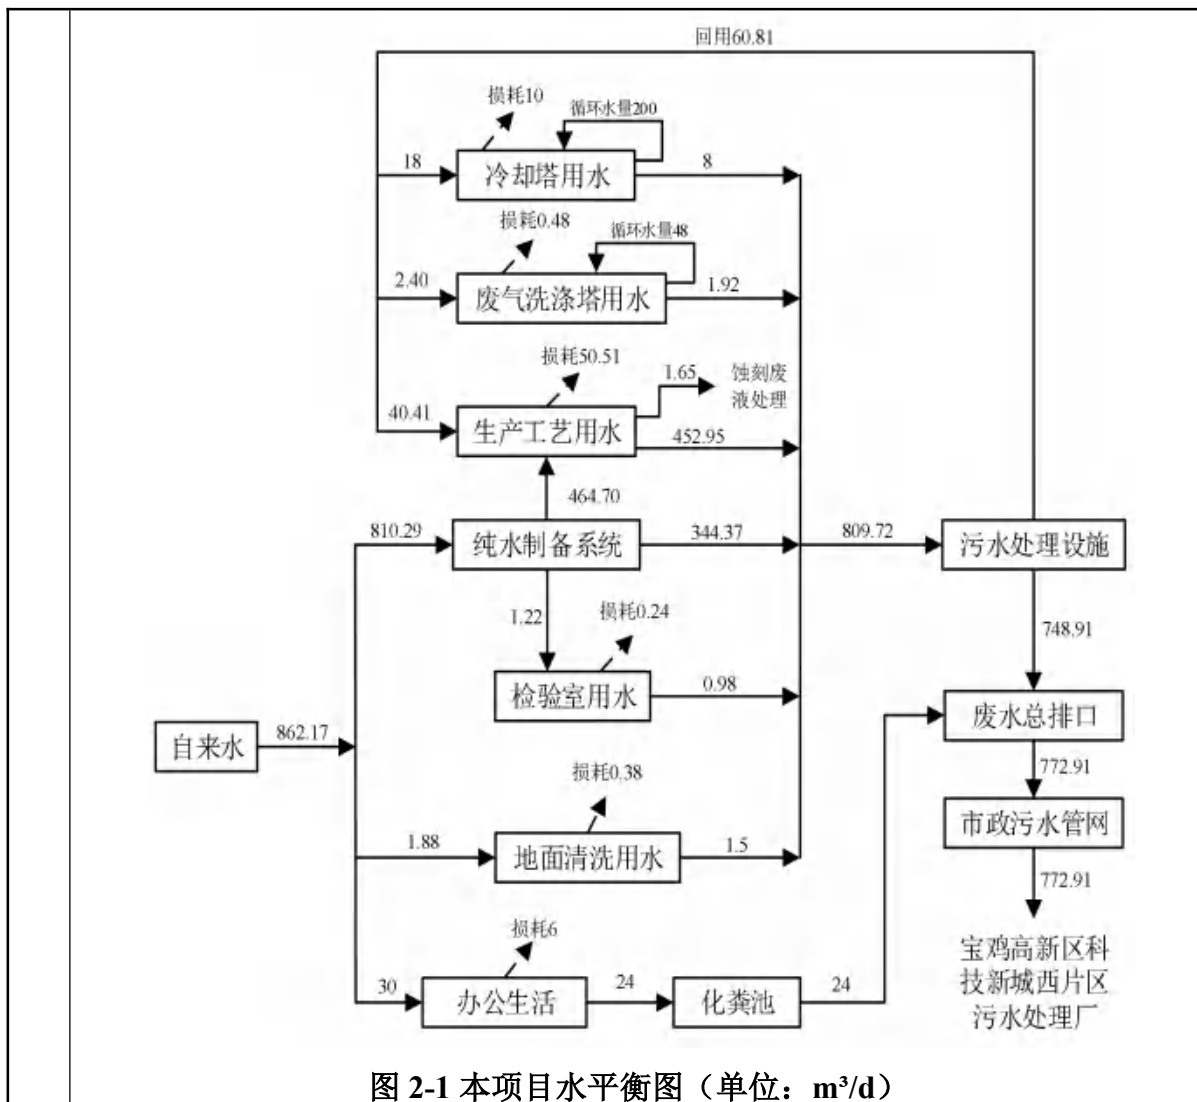 回用60.81
损耗10
循环水量200
18
冷却塔用水
8
损耗0.48
循环水量48
2.40
废气洗涤塔用水
1.92
损耗50.51
1.65
蚀刻废
液处理
40.41
生产工艺用水
452.95
464.70
810.29
纯水制备系统
344.37
809.72
污水处理设施
1.22
损耗0.24
748.91
检验室用水
0.98
废水总排口
自来水
862.17
772.91
损耗0.38
市政污水管网
1.88
地面清洗用水
1.5
772.91
损耗6
宝鸡高新区科
技新城西片区
污水处理厂
30
办公生活
24
化粪池
24
图 2-1 本项目水平衡图（单位：m³/d）